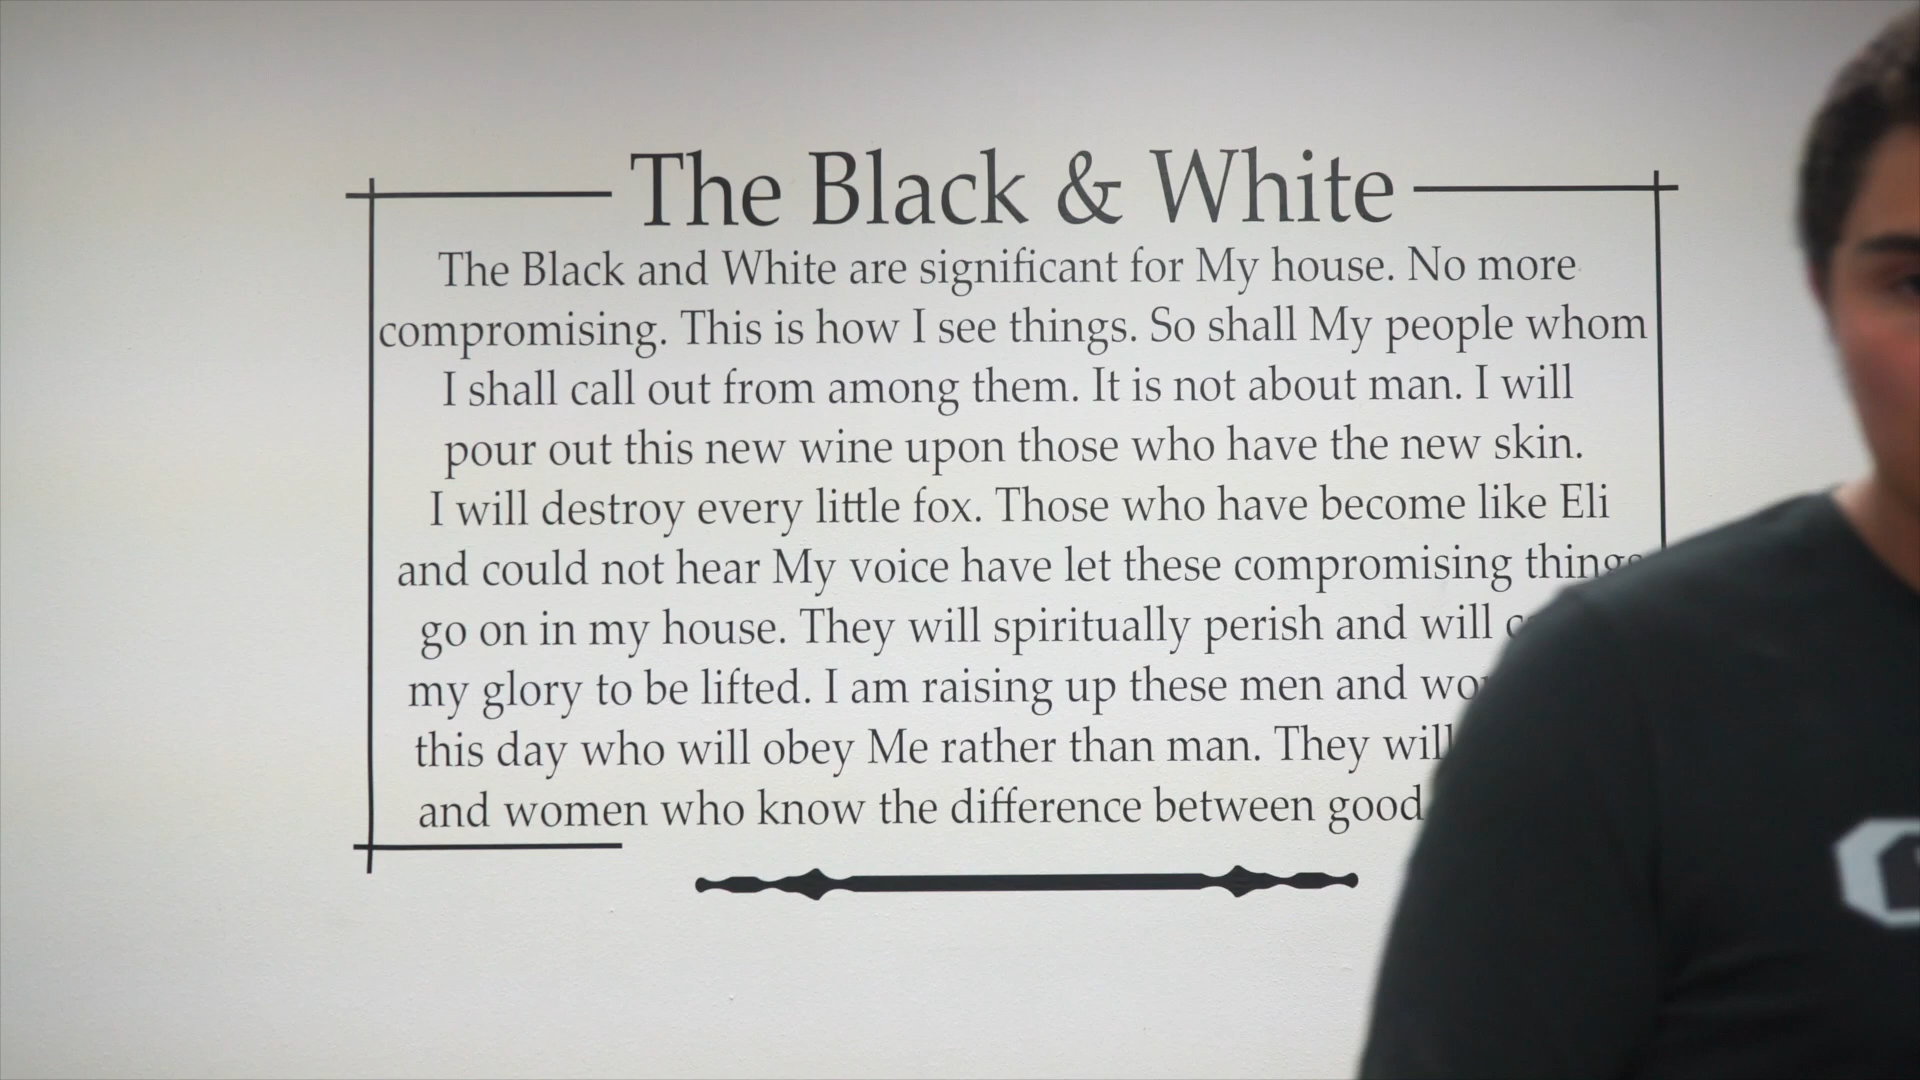 The Black & White
The Black and White are significant for My house. No more
compromising. This is how I see things. So shall My people whom
I shall call out from among them. It is not about man. I will
pour out this new wine upon those who have the new skin.
I will destroy every little fox. Those who have become like Eli
and could not hear My voice have let these compromising things
go on in my house. They will spiritually perish and will
my glory to be lifted. I am raising up these men and
this day who will obey Me rather than man. They will
and women who know the difference between good